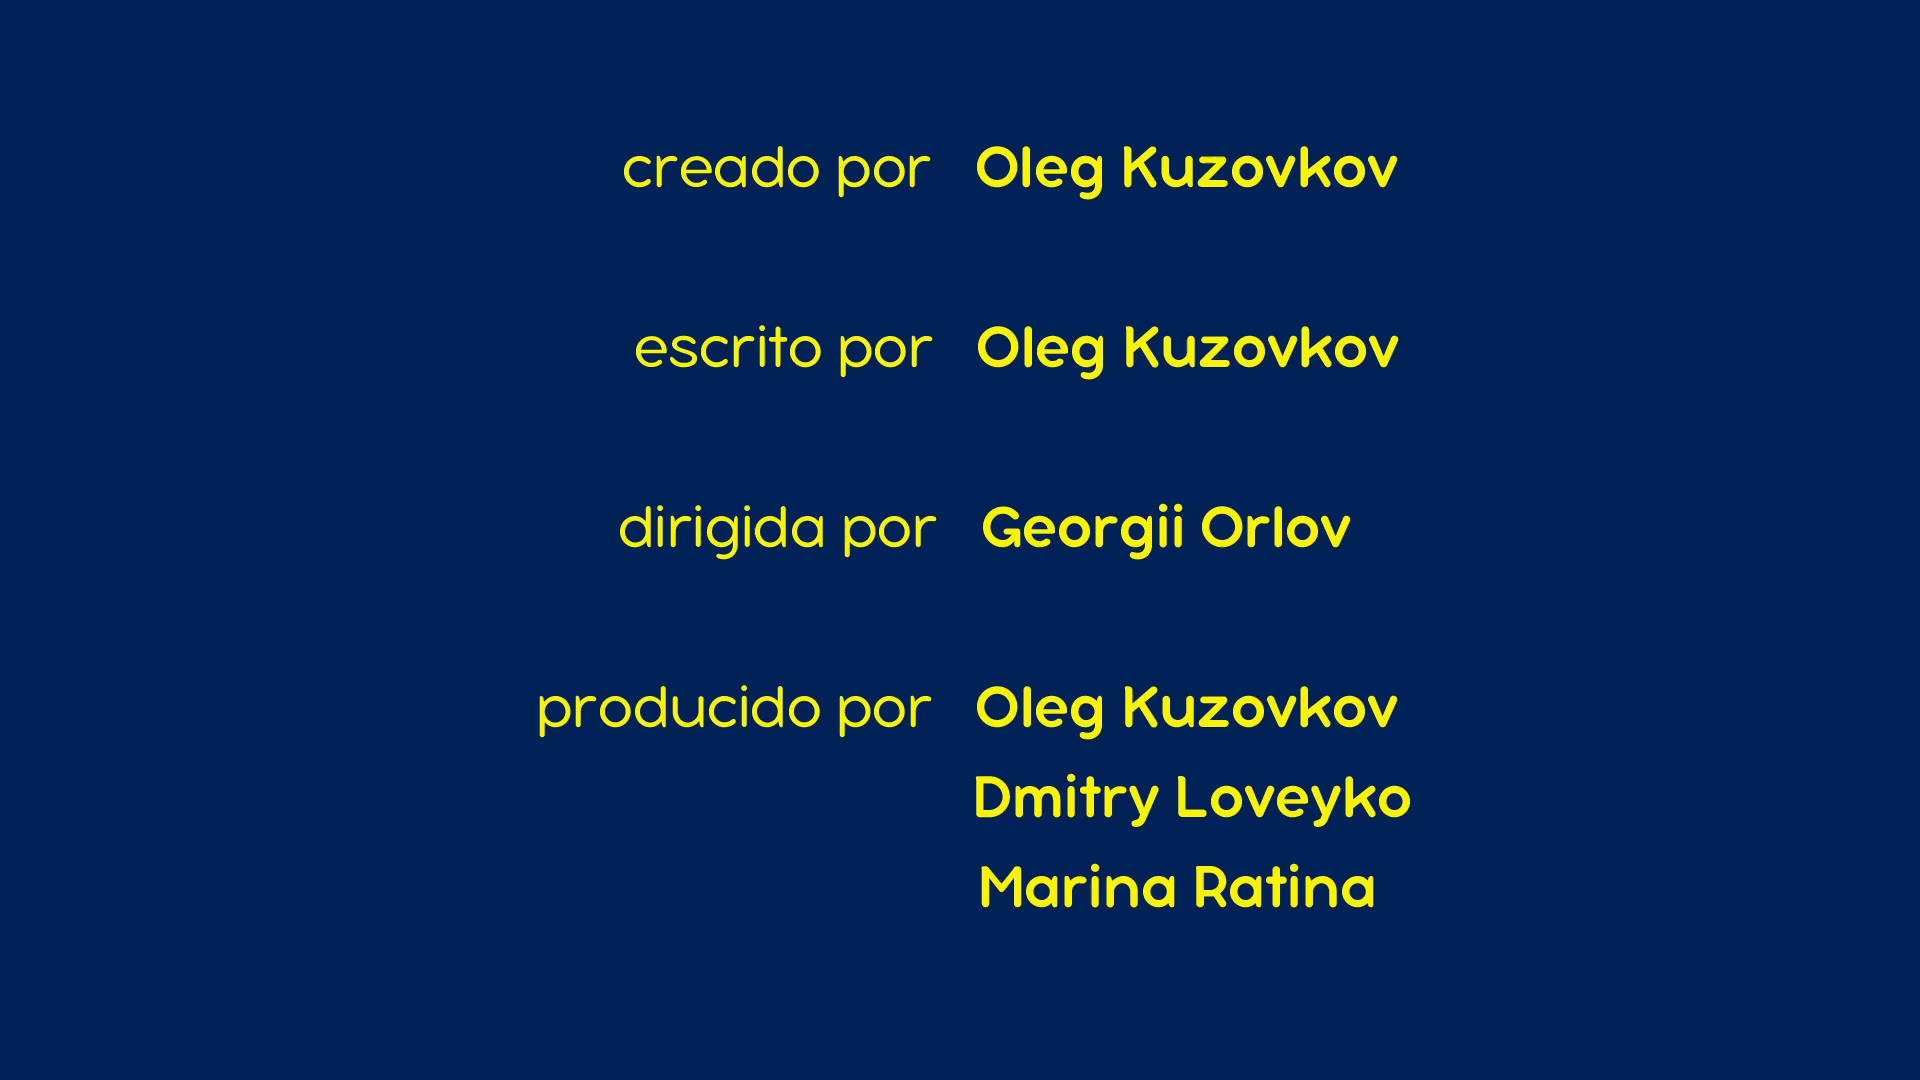 creado por Oleg Kuzovkov
escrito por Oleg Kuzovkov
dirigida por Georgii Orlov
producido por Oleg Kuzovkov
Dmitry Loveyko
Marina Ratina